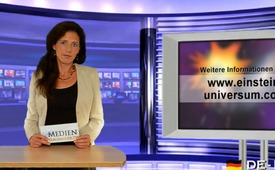 Weitere Informationen
www.einstein
universum.co
MEDIEN
DE-